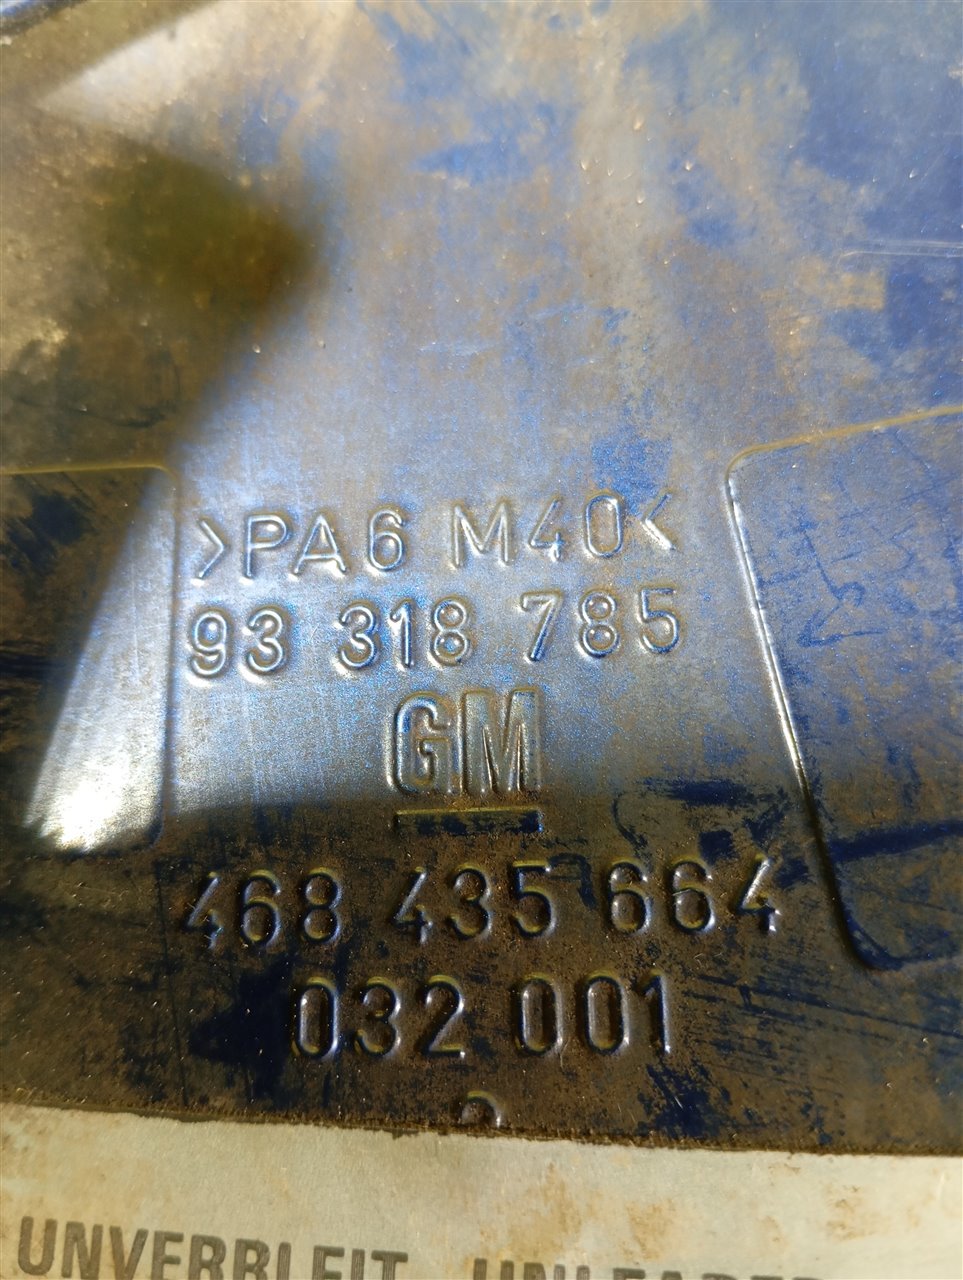 >PA6 M40<
93 318 785
GM
468 435 664
032 001
UNVERBLEIT